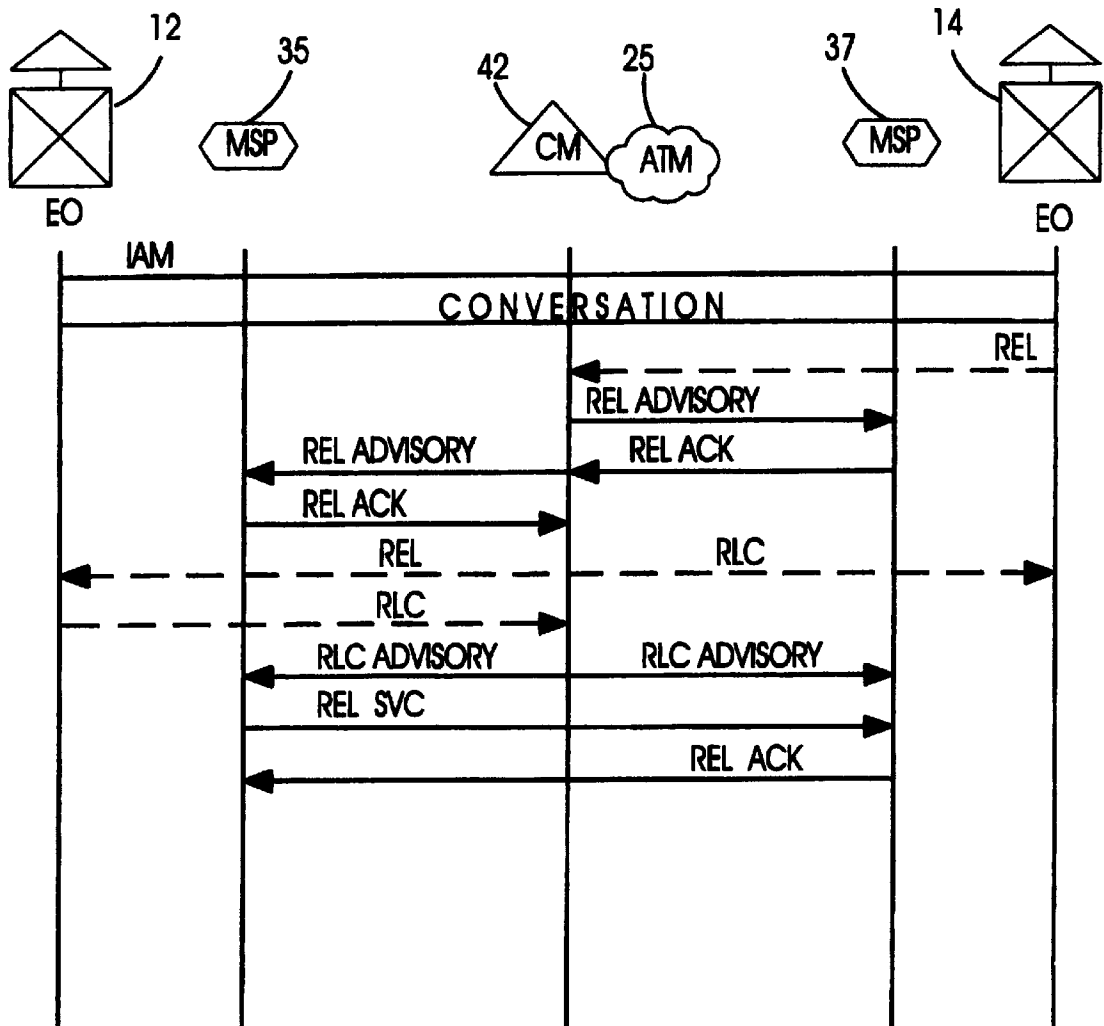 12
35
42
25
37
14
MSP
CM
ATM
MSP
EO
EO
IAM
CONVERSATION
REL
REL ADVISORY
REL ADVISORY
REL ACK
REL ACK
REL
RLC
RLC
RLC ADVISORY
RLC ADVISORY
REL SVC
REL ACK